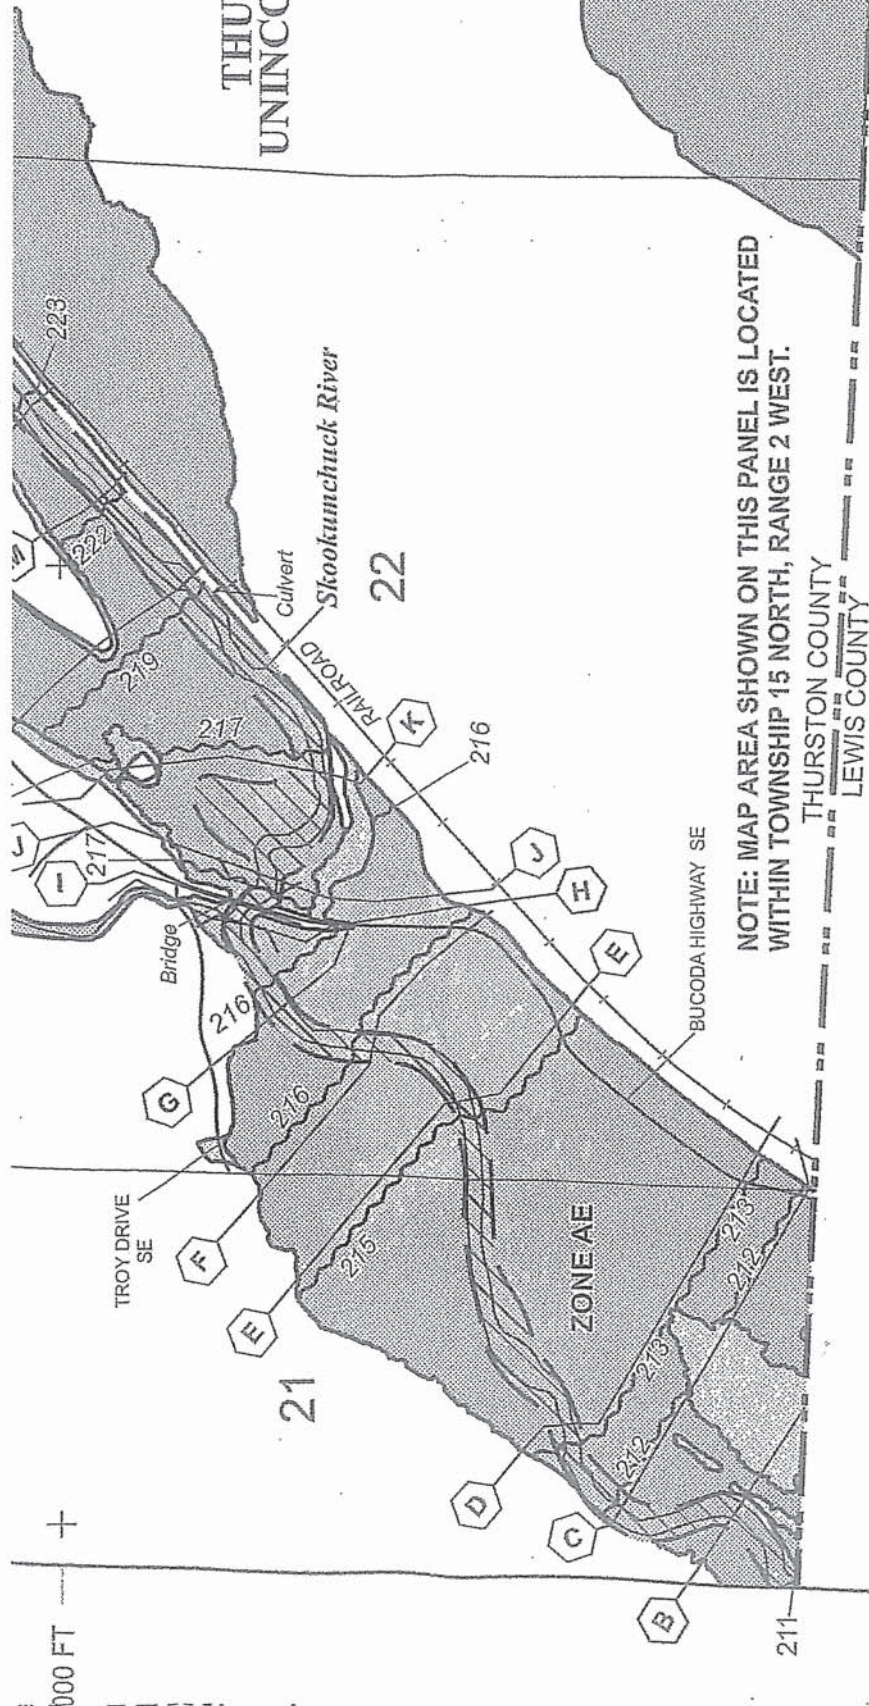 THU
UNINCO
223
M
222
Culvert
Skookumchuck River
22
219
217
RAILROAD
K
216
J
217
I
J
H
Bridge
216
E
G
216
BUCODA HIGHWAY SE
TROY DRIVE
SE
F
215
E
ZONE AE
213
212
21
213
212
D
C
B
211
NOTE: MAP AREA SHOWN ON THIS PANEL IS LOCATED
WITHIN TOWNSHIP 15 NORTH, RANGE 2 WEST.
THURSTON COUNTY
LEWIS COUNTY
000 FT